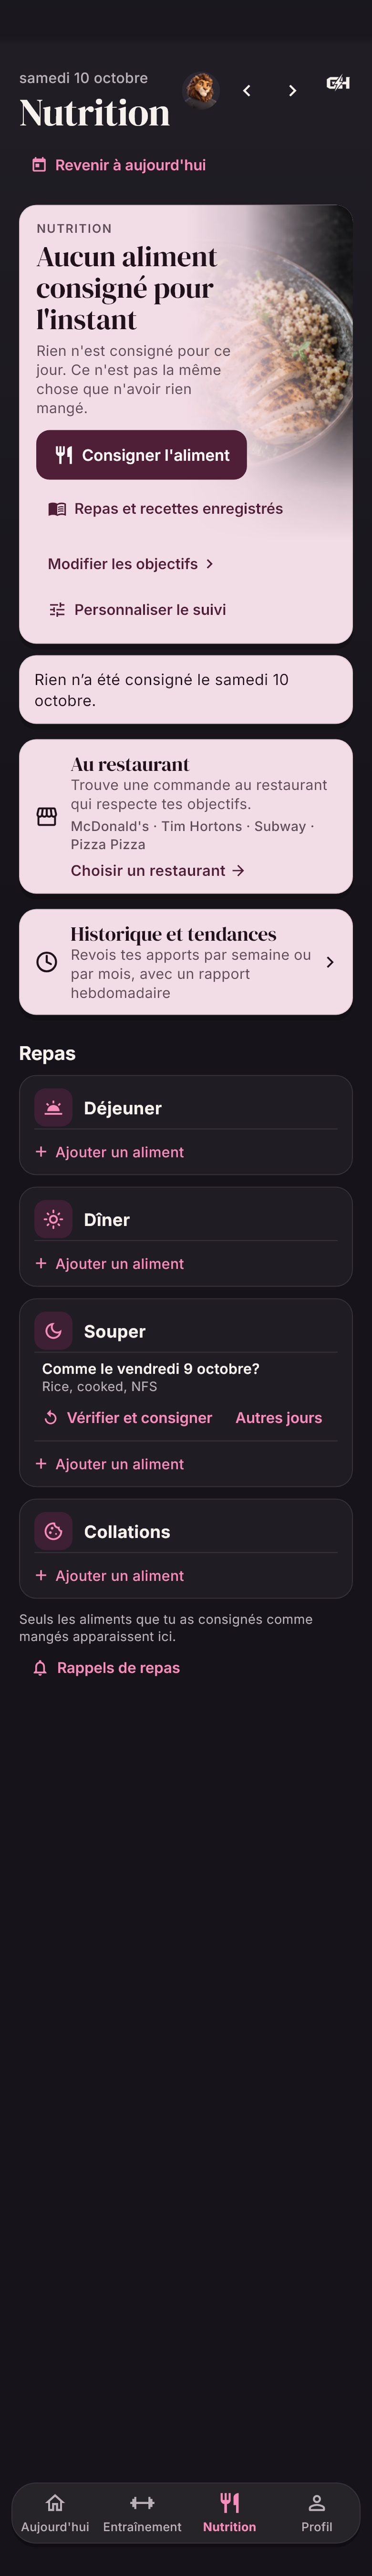 samedi 10 octobre
Nutrition
GH
Revenir à aujourd'hui
NUTRITION
Aucun aliment
consigné pour
l'instant
Rien n'est consigné pour ce
jour. Ce n'est pas la même
chose que n'avoir rien
mangé.
Consigner l'aliment
Repas et recettes enregistrés
Modifier les objectifs
Personnaliser le suivi
Rien n’a été consigné le samedi 10
octobre.
Au restaurant
Trouve une commande au restaurant
qui respecte tes objectifs.
McDonald's · Tim Hortons · Subway ·
Pizza Pizza
Choisir un restaurant →
Historique et tendances
Revois tes apports par semaine ou
par mois, avec un rapport
hebdomadaire
Repas
Déjeuner
+ Ajouter un aliment
Dîner
+ Ajouter un aliment
Souper
Comme le vendredi 9 octobre?
Rice, cooked, NFS
Vérifier et consigner Autres jours
+ Ajouter un aliment
Collations
+ Ajouter un aliment
Seuls les aliments que tu as consignés comme
mangés apparaissent ici.
Rappels de repas
Aujourd'hui Entraînement Nutrition Profil